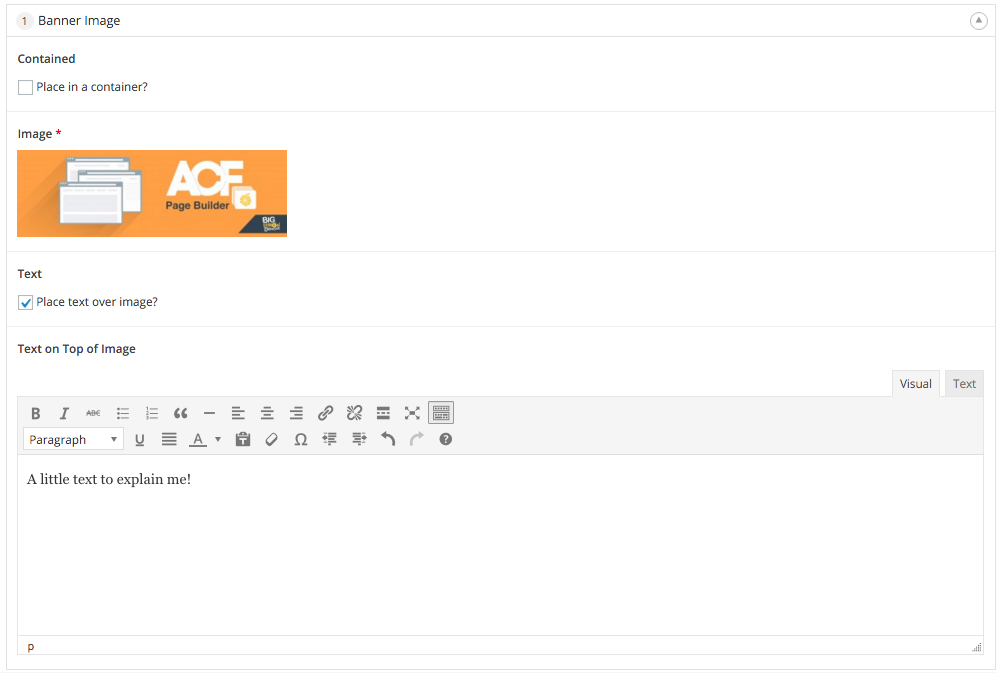 1 Banner Image
Contained
Place in a container?
Image *
ACF
Page Builder
BIG
Text
Place text over image?
Text on Top of Image
Visual Text
B I ABC
Paragraph U A T Ω ?
A little text to explain me!
p